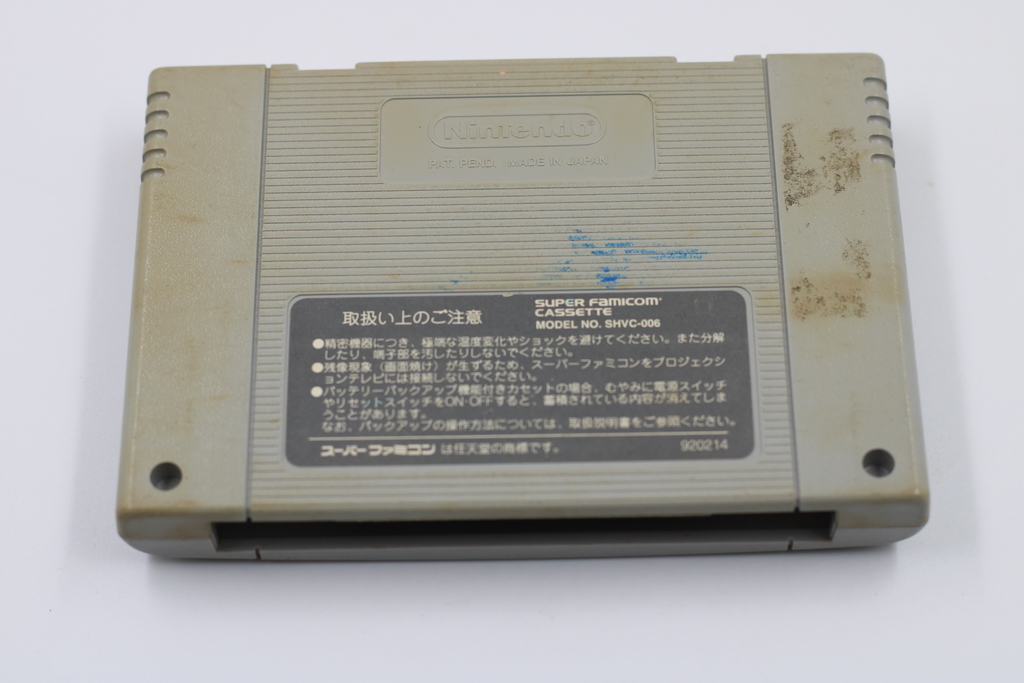 Nintendo®
PAT. PEND. MADE IN JAPAN
取扱い上のご注意
SUPER FAMICOM
CASSETTE
MODEL NO. SHVC-006
●精密機器につき、極端な温度変化やショックを避けてください。また分解
したり、端子部を汚したりしないでください。
●残像現象（画面焼け）が生ずるため、スーパーファミコンをプロジェクシ
ョンテレビには接続しないでください。
●バッテリーバックアップ機能付きカセットの場合、むやみに電源スイッチ
やリセットスイッチをON・OFFすると、蓄積されている内容が消えてしま
うことがあります。
なお、バックアップの操作方法については、取扱説明書をご参照ください。
スーパーファミコン は任天堂の商標です。
920214